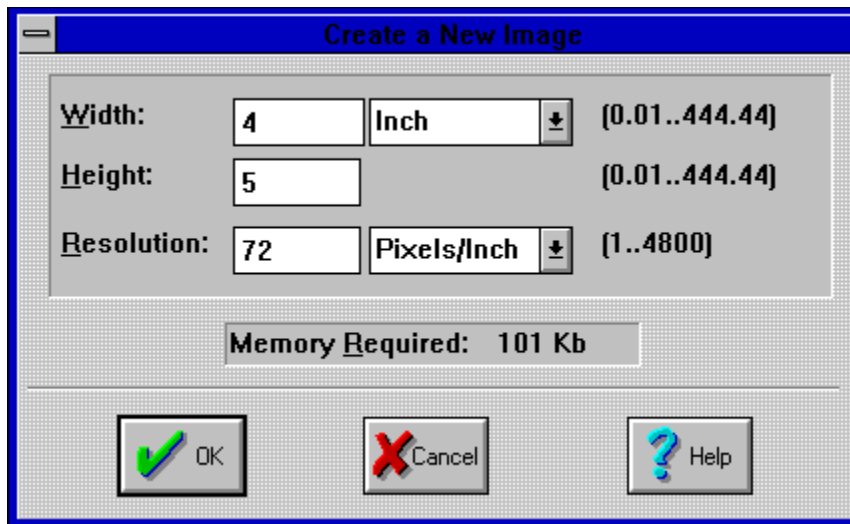 Create a New Image
Width: 4 Inch (0.01..444.44)
Height: 5 (0.01..444.44)
Resolution: 72 Pixels/Inch (1..4800)
Memory Required: 101 Kb
OK Cancel Help